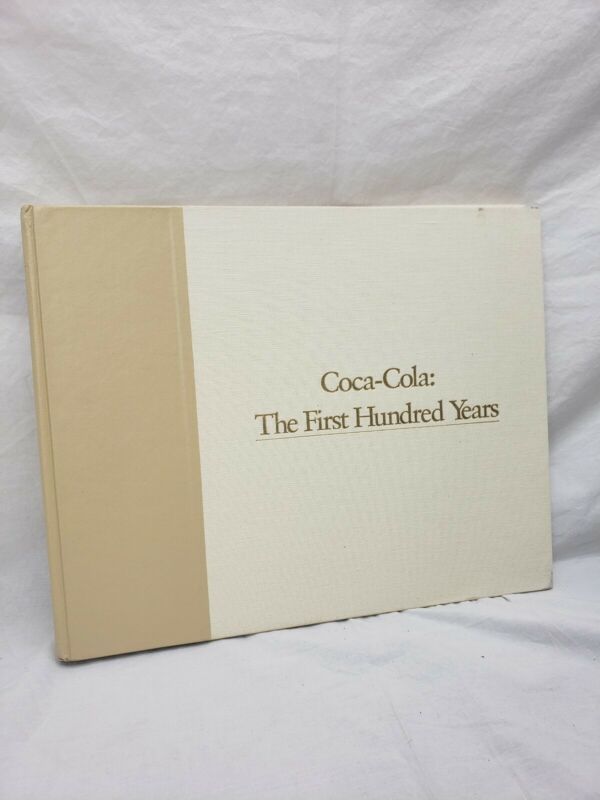 Coca-Cola:
The First Hundred Years